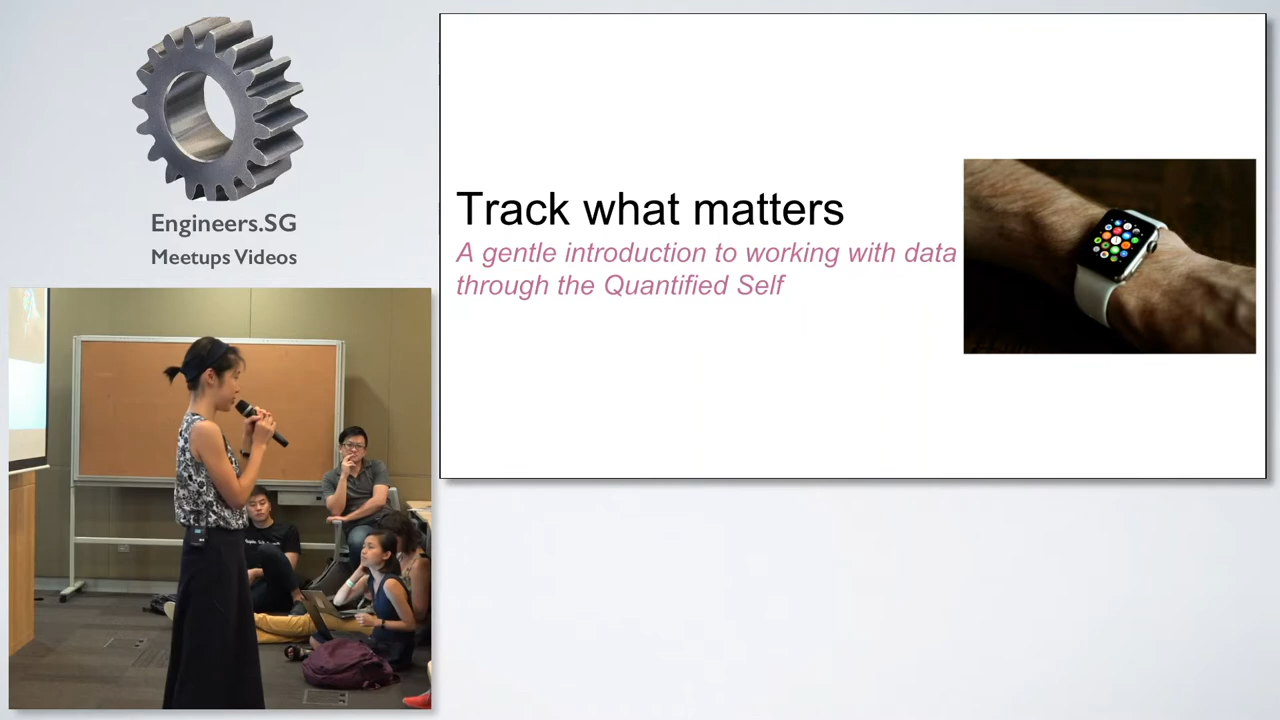 Engineers.SG
Meetups Videos
Track what matters
A gentle introduction to working with data
through the Quantified Self